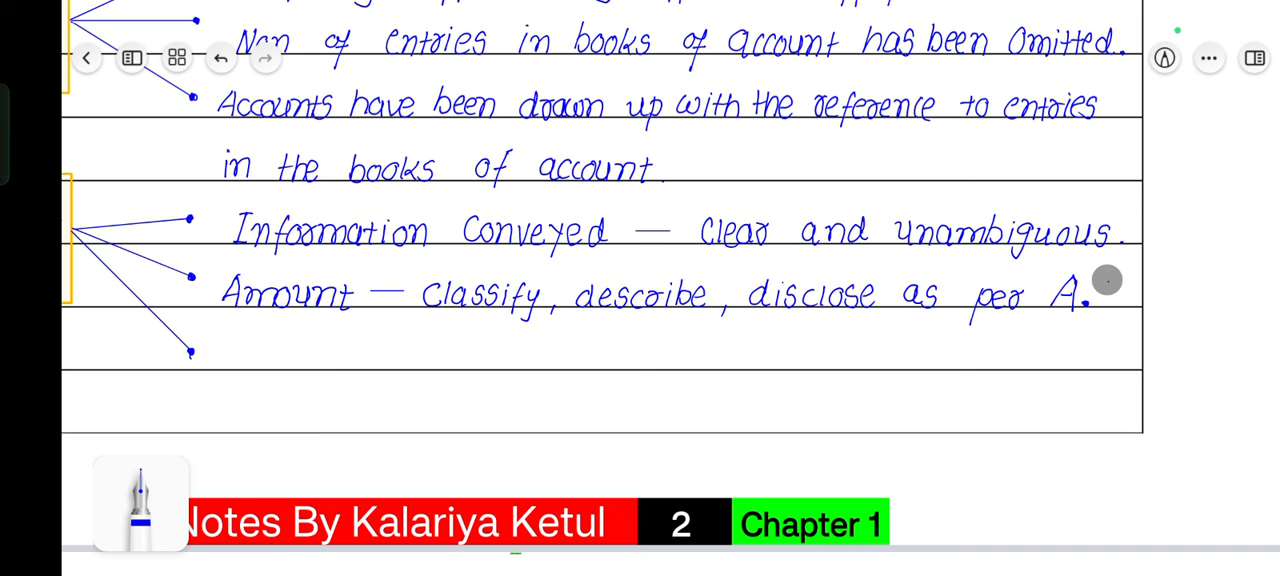 Non of entries in books of account has been Omitted.
Accounts have been drawn up with the reference to entries
in the books of account.
Information Conveyed — Clear and Unambiguous.
Amount — Classify, describe, disclose as per A.
Notes By Kalariya Ketul 2 Chapter 1